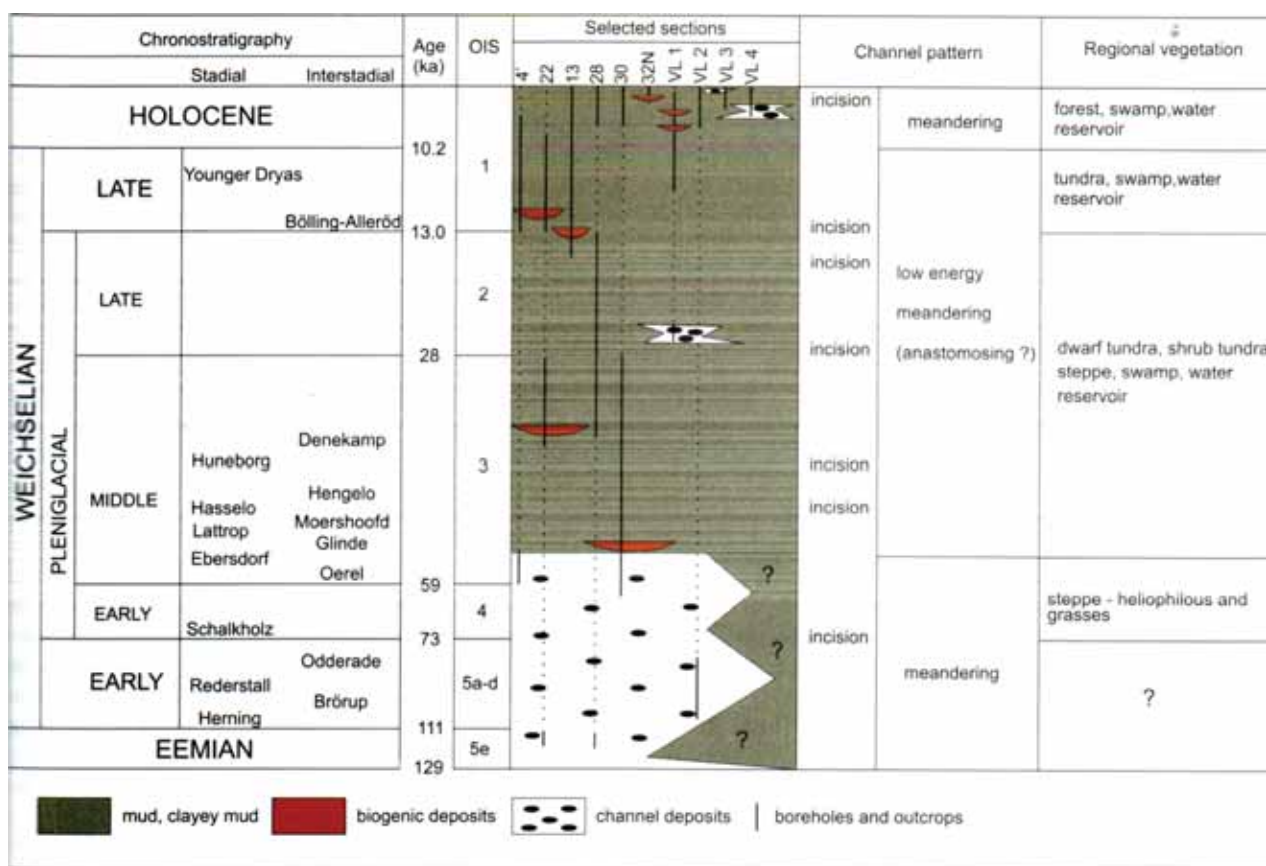 Chronostratigraphy
Stadial
Interstadial
Age
(ka)
OIS
Selected sections
4'
22
13
28
30
32N
VL 1
VL 2
VL 3
VL 4
Channel pattern
Regional vegetation
HOLOCENE
10.2
WEICHSELIAN
LATE
Younger Dryas
Bölling-Alleröd
13.0
1
PLENIGLACIAL
LATE
28
2
MIDDLE
Denekamp
Huneborg
Hengelo
Hasselo
Moershoofd
Lattrop
Glinde
Ebersdorf
Oerel
59
3
EARLY
Schalkholz
73
4
EARLY
Odderade
Rederstall
Brörup
Herning
111
5a-d
EEMIAN
129
5e
?
?
?
incision
incision
incision
incision
incision
incision
incision
meandering
low energy
meandering
(anastomosing ?)
meandering
forest, swamp,water
reservoir
tundra, swamp,water
reservoir
dwarf tundra, shrub tundra
steppe, swamp, water
reservoir
steppe - heliophilous and
grasses
?
mud, clayey mud
biogenic deposits
channel deposits
boreholes and outcrops